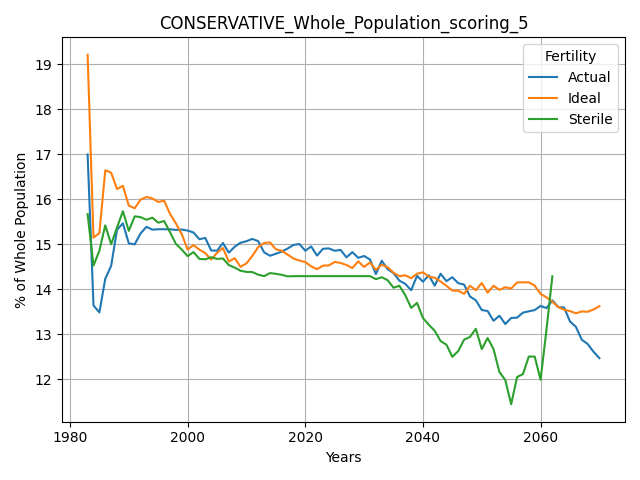 CONSERVATIVE_Whole_Population_scoring_5
Fertility
Actual
Ideal
Sterile
% of Whole Population
19
18
17
16
15
14
13
12
1980
2000
2020
2040
2060
Years